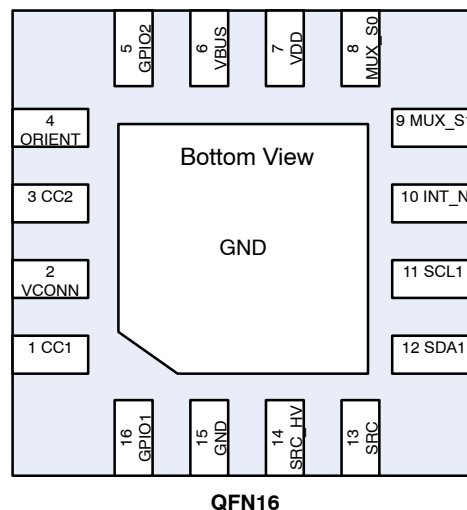 5 GPIO2
6 VBUS
7 VDD
8 MUX_S0
4
ORIENT
9 MUX_S1
Bottom View
3 CC2
10 INT_N
GND
2
VCONN
11 SCL1
1 CC1
12 SDA1
16 GPIO1
15 GND
14 SRC_HV
13 SRC
QFN16